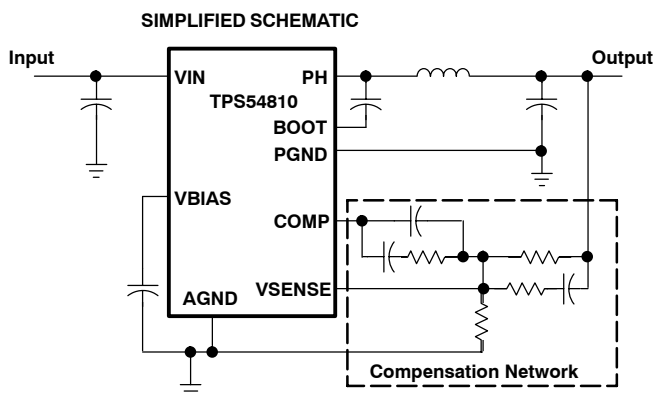 SIMPLIFIED SCHEMATIC
Input
Output
VIN
PH
TPS54810
BOOT
PGND
VBIAS
COMP
VSENSE
AGND
Compensation Network